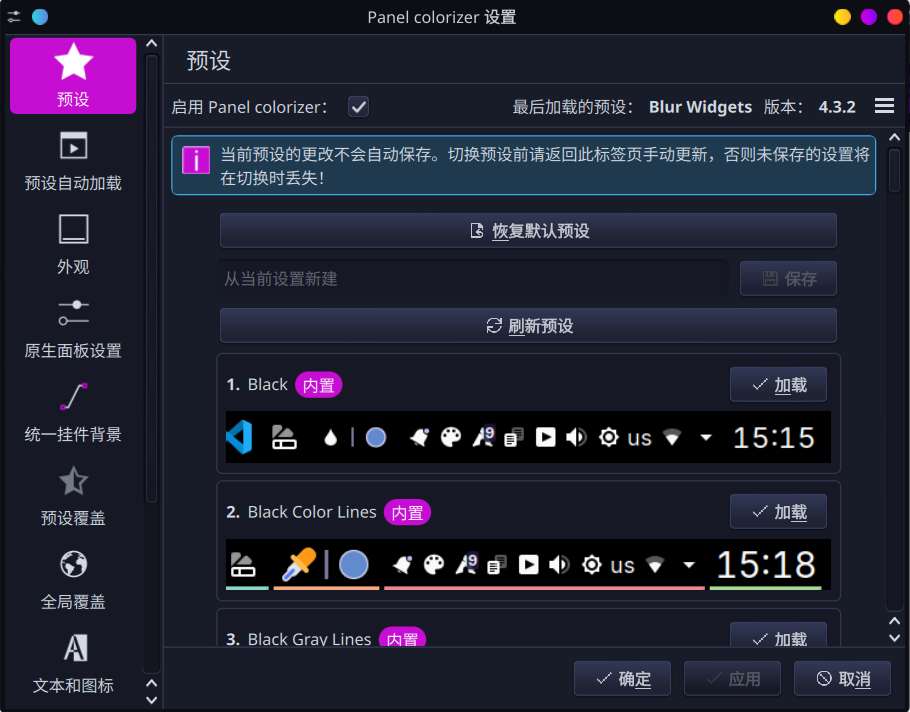 Panel colorizer 设置
预设
预设自动加载
外观
原生面板设置
统一挂件背景
预设覆盖
全局覆盖
文本和图标
预设
启用 Panel colorizer：
最后加载的预设： Blur Widgets 版本： 4.3.2
当前预设的更改不会自动保存。切换预设前请返回此标签页手动更新，否则未保存的设置将
在切换时丢失！
恢复默认预设
从当前设置新建
保存
刷新预设
1. Black 内置
加载
A9 us 15:15
2. Black Color Lines 内置
加载
A9 us 15:18
3. Black Gray Lines 内置
加载
确定
应用
取消